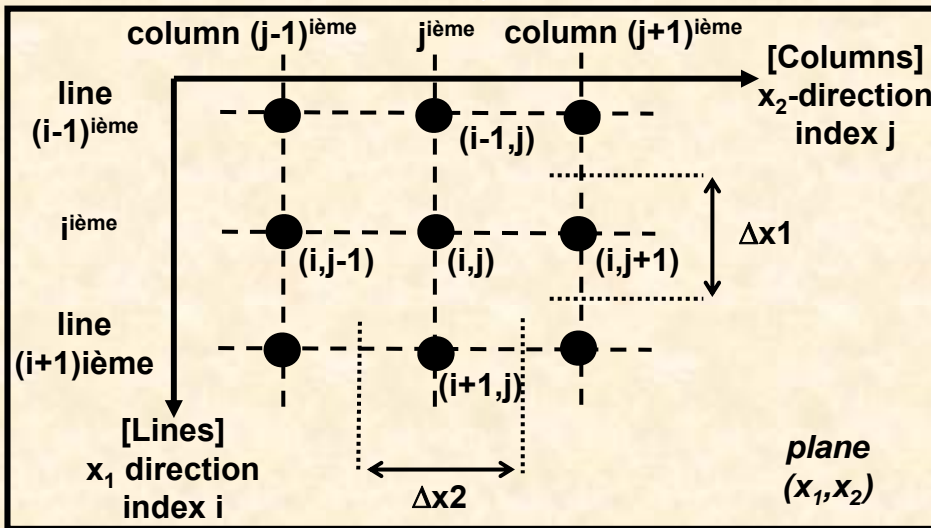 column (j-1)ième jième column (j+1)ième
[Columns]
x2-direction
index j
line
(i-1)ième
(i-1,j)
iième
Δx1
(i,j-1) (i,j) (i,j+1)
line
(i+1)ième
(i+1,j)
[Lines]
x1 direction
index i
Δx2
plane
(x1,x2)